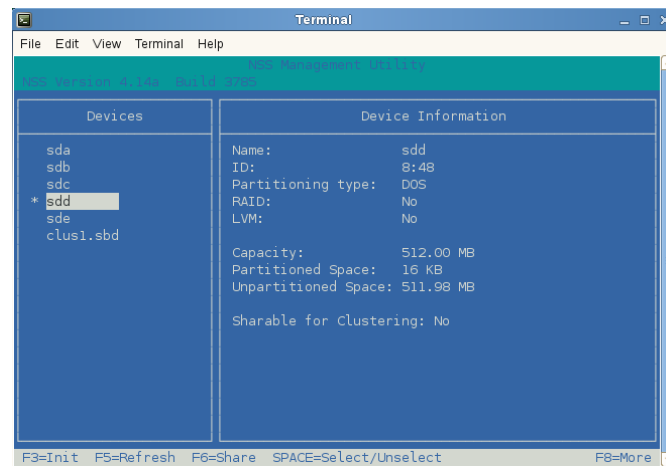 Terminal
File Edit View Terminal Help
NSS Management Utility
NSS Version 4.14a Build 3785
Devices
sda
sdb
sdc
* sdd
sde
clus1.sbd
Device Information
Name: sdd
ID: 8:48
Partitioning type: DOS
RAID: No
LVM: No
Capacity: 512.00 MB
Partitioned Space: 16 KB
Unpartitioned Space: 511.98 MB
Sharable for Clustering: No
F3=Init F5=Refresh F6=Share SPACE=Select/Unselect F8=More